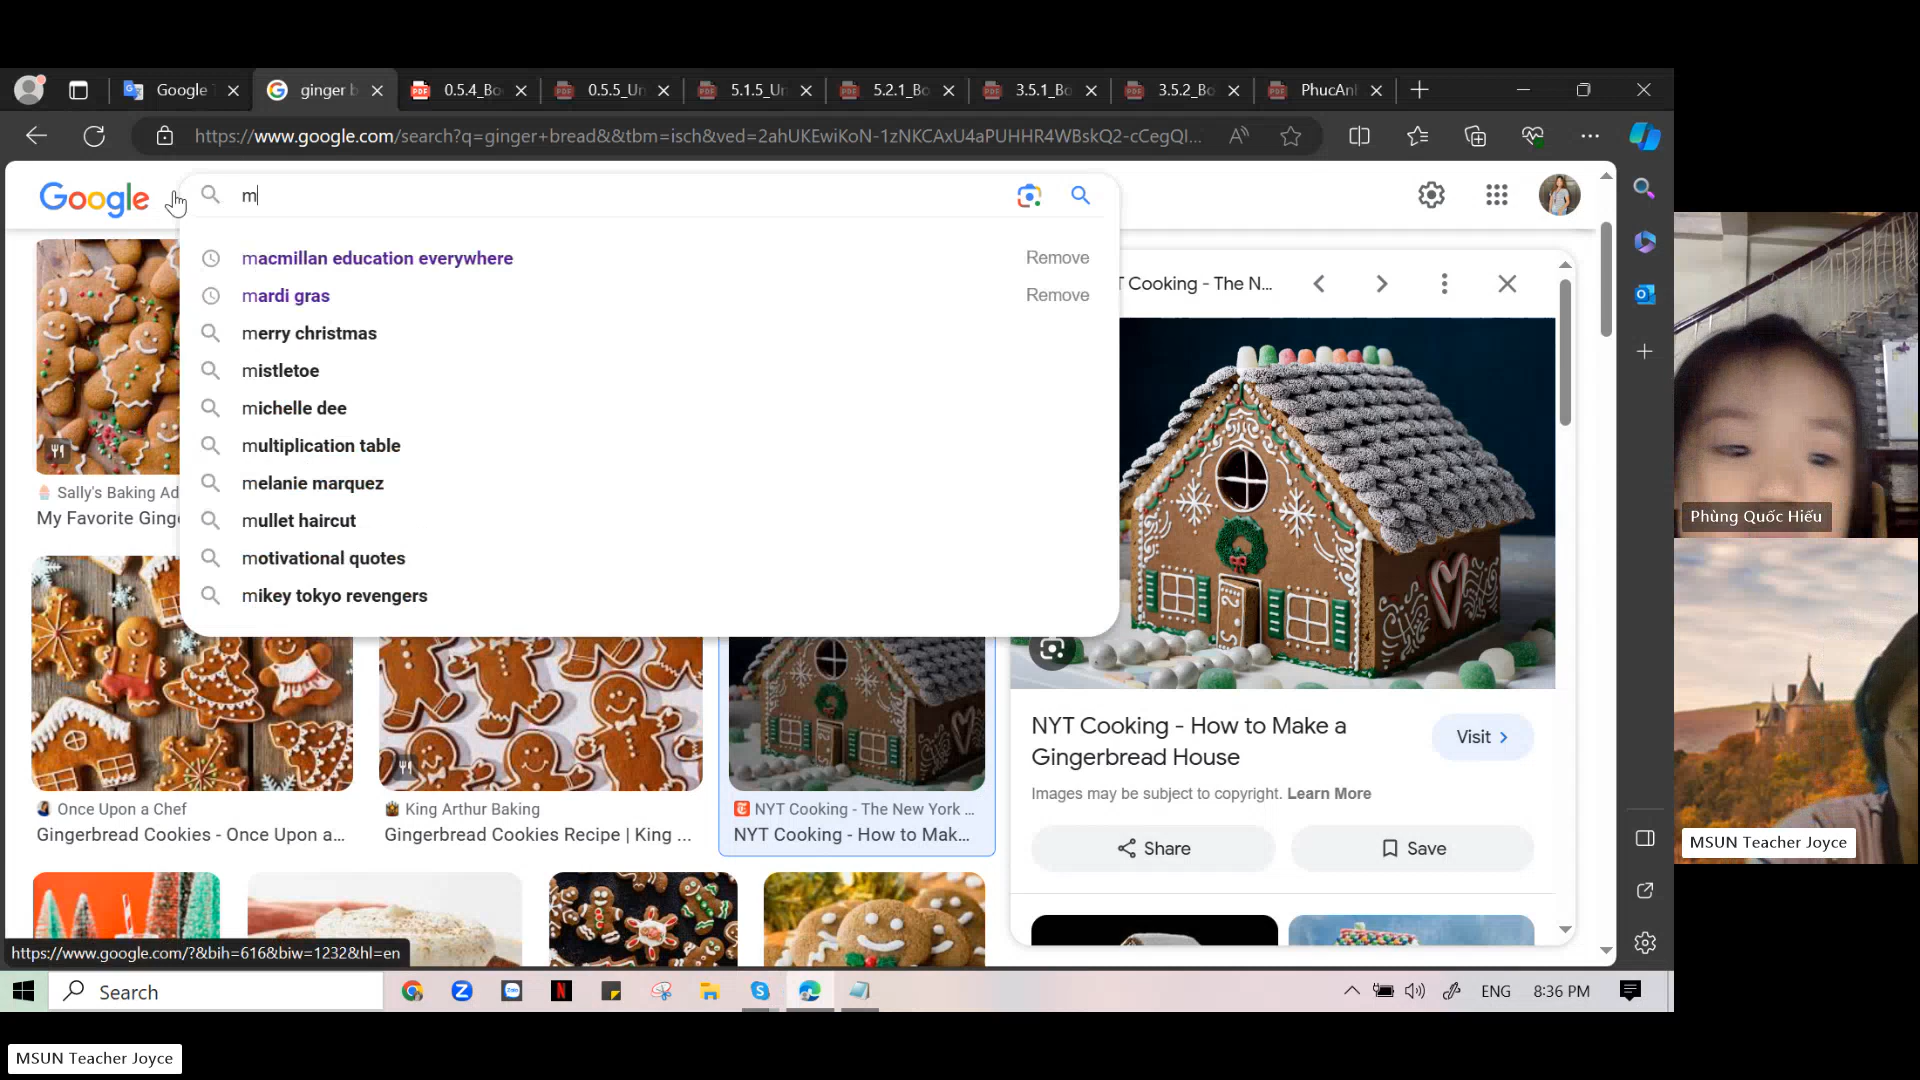 Google T
ginger b
0.5.4_Bo
0.5.5_Un
5.1.5_Un
5.2.1_Bo
3.5.1_Bo
3.5.2_Bo
PhucAnh
https://www.google.com/search?q=ginger+bread&&tbm=isch&ved=2ahUKEwiKoN-1zNKCAxU4aPUHHR4WBskQ2-cCegQI...
Google
m
macmillan education everywhere
Remove
mardi gras
Remove
merry christmas
mistletoe
michelle dee
multiplication table
melanie marquez
mullet haircut
motivational quotes
mikey tokyo revengers
Sally's Baking Ad
My Favorite Ginge
T Cooking - The N...
Once Upon a Chef
Gingerbread Cookies - Once Upon a...
King Arthur Baking
Gingerbread Cookies Recipe | King ...
NYT Cooking - The New York ...
NYT Cooking - How to Mak...
NYT Cooking - How to Make a
Gingerbread House
Visit
Images may be subject to copyright. Learn More
Share
Save
https://www.google.com/?&bih=616&biw=1232&hl=en
Search
ENG
8:36 PM
Phùng Quốc Hiếu
MSUN Teacher Joyce
MSUN Teacher Joyce